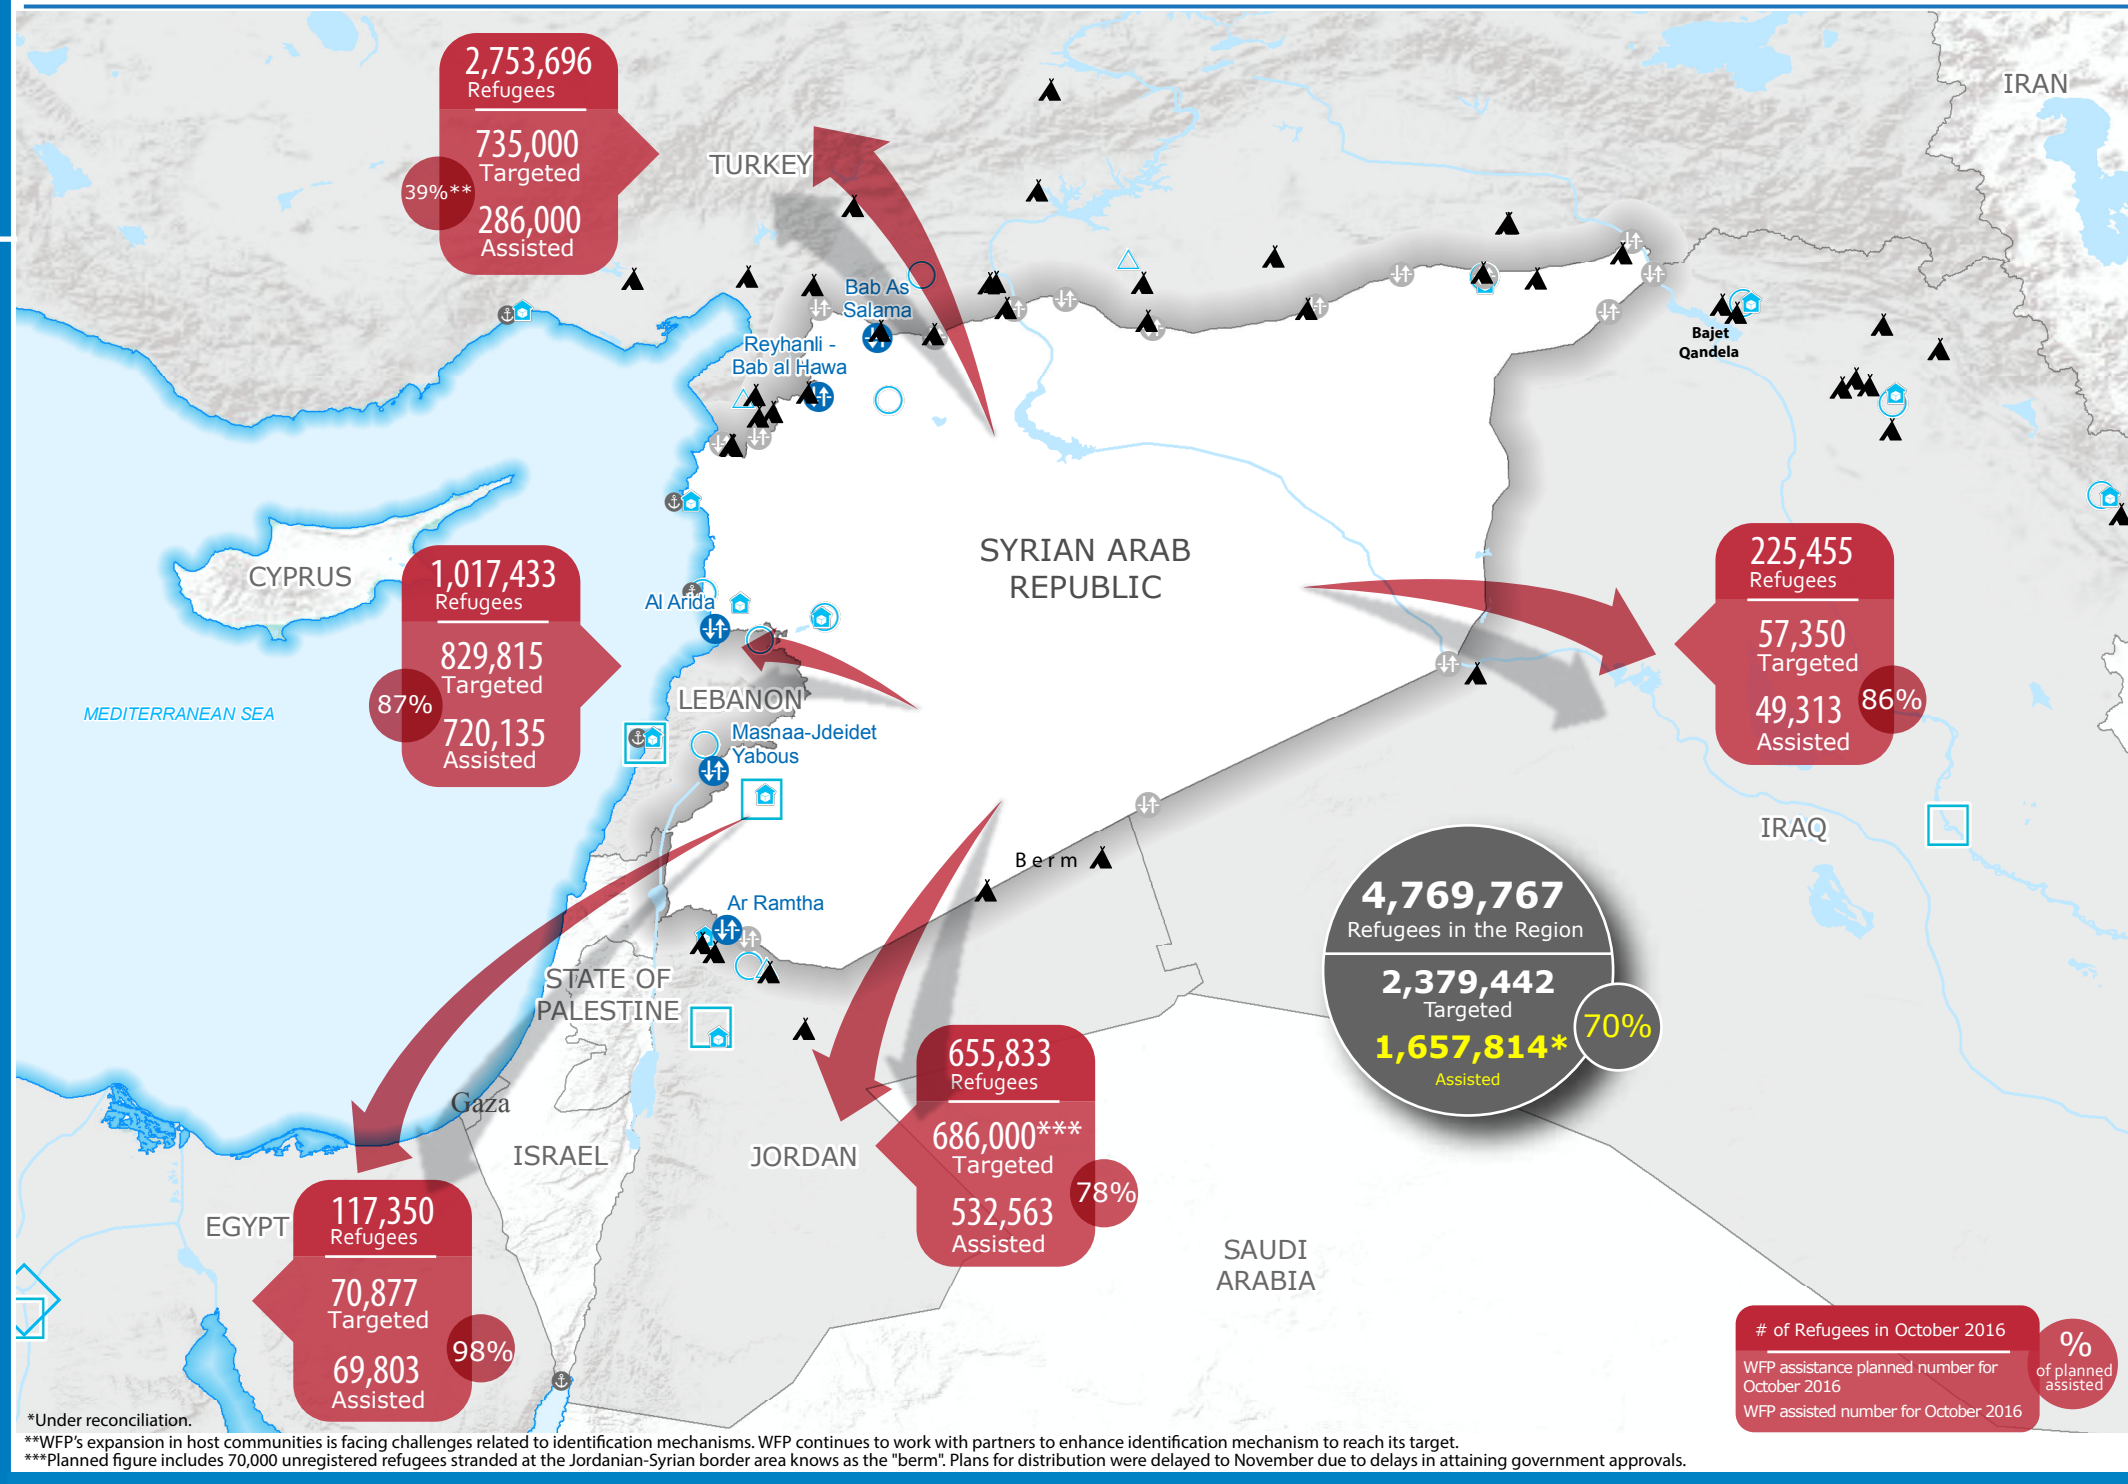 2,753,696
Refugees
735,000
Targeted
39%**
286,000
Assisted
TURKEY
IRAN
Bab As
Salama
Reyhanli -
Bab al Hawa
Bajet
Qandela
SYRIAN ARAB
REPUBLIC
CYPRUS
1,017,433
Refugees
829,815
Targeted
87%
720,135
Assisted
MEDITERRANEAN SEA
Al Arida
LEBANON
Masnaa-Jdeidet
Yabous
225,455
Refugees
57,350
Targeted
86%
49,313
Assisted
IRAQ
Berm
Ar Ramtha
4,769,767
Refugees in the Region
2,379,442
Targeted
1,657,814*
Assisted
70%
STATE OF
PALESTINE
Gaza
ISRAEL
JORDAN
655,833
Refugees
686,000***
Targeted
78%
532,563
Assisted
EGYPT
117,350
Refugees
70,877
Targeted
98%
69,803
Assisted
SAUDI
ARABIA
# of Refugees in October 2016
WFP assistance planned number for
October 2016
WFP assisted number for October 2016
%
of planned
assisted
*Under reconciliation.
**WFP's expansion in host communities is facing challenges related to identification mechanisms. WFP continues to work with partners to enhance identification mechanism to reach its target.
***Planned figure includes 70,000 unregistered refugees stranded at the Jordanian-Syrian border area knows as the "berm". Plans for distribution were delayed to November due to delays in attaining government approvals.